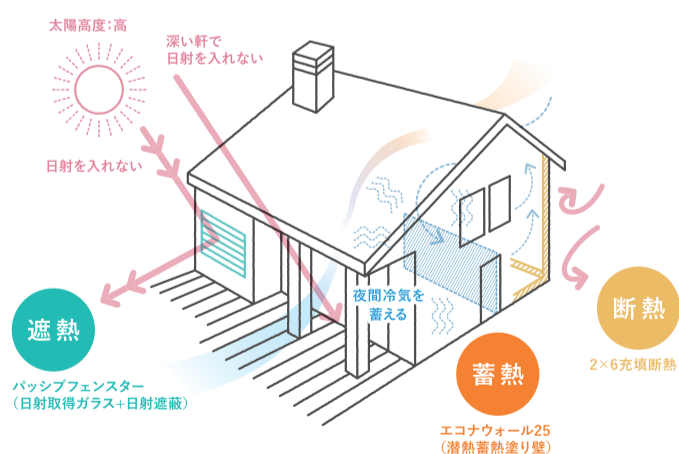 太陽高度：高
深い軒で
日射を入れない
日射を入れない
夜間冷気を
蓄える
遮熱
パッシブフェンスター
（日射取得ガラス+日射遮蔽）
断熱
2×6充填断熱
蓄熱
エコナウォール25
（潜熱蓄熱塗り壁）